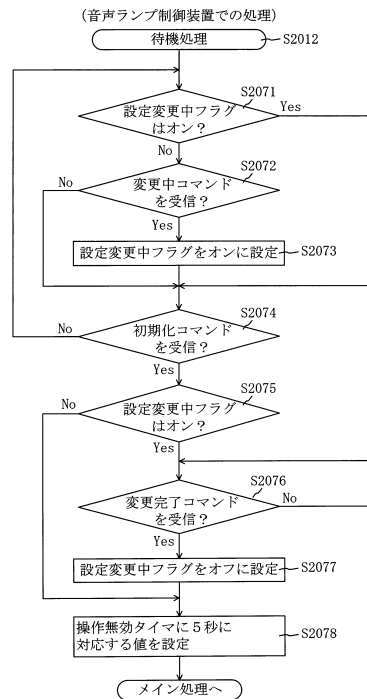 (音声ランプ制御装置での処理)
待機処理
S2012
S2071
設定変更中フラグ
はオン？
Yes
No
S2072
No
変更中コマンド
を受信？
Yes
設定変更中フラグをオンに設定
S2073
S2074
No
初期化コマンド
を受信？
Yes
S2075
No
設定変更中フラグ
はオン？
Yes
S2076
変更完了コマンド
を受信？
No
Yes
設定変更中フラグをオフに設定
S2077
操作無効タイマに５秒に
対応する値を設定
S2078
メイン処理へ